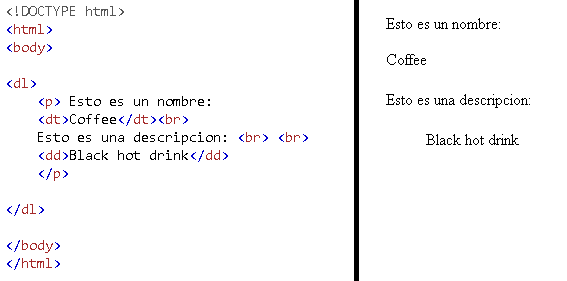 <!DOCTYPE html>
<html>
<body>
<dl>
<p> Esto es un nombre:
<dt>Coffee</dt><br>
Esto es una descripcion: <br> <br>
<dd>Black hot drink</dd>
</p>
</dl>
</body>
</html>
Esto es un nombre:
Coffee
Esto es una descripcion:
Black hot drink